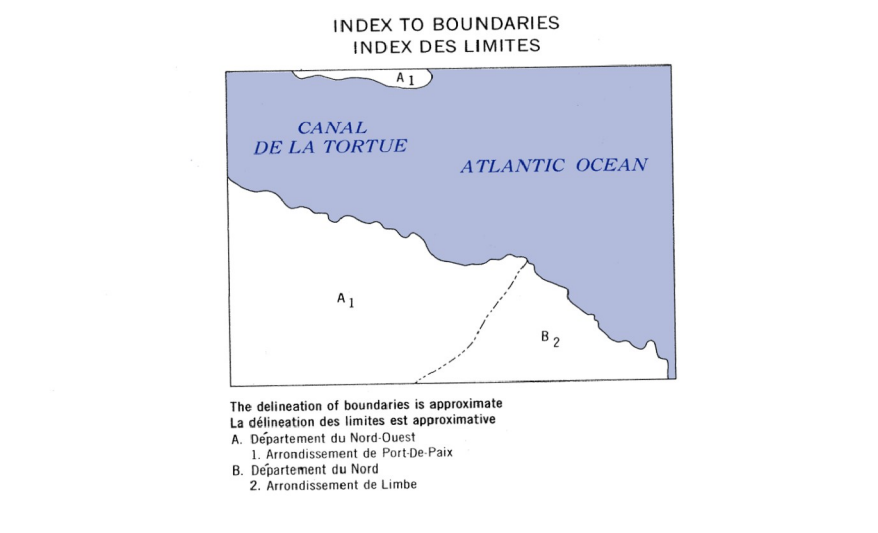 INDEX TO BOUNDARIES
INDEX DES LIMITES
A 1
CANAL
DE LA TORTUE
ATLANTIC OCEAN
A 1
B 2
The delineation of boundaries is approximate
La délineation des limites est approximative
A. Département du Nord-Ouest
1. Arrondissement de Port-De-Paix
B. Département du Nord
2. Arrondissement de Limbe